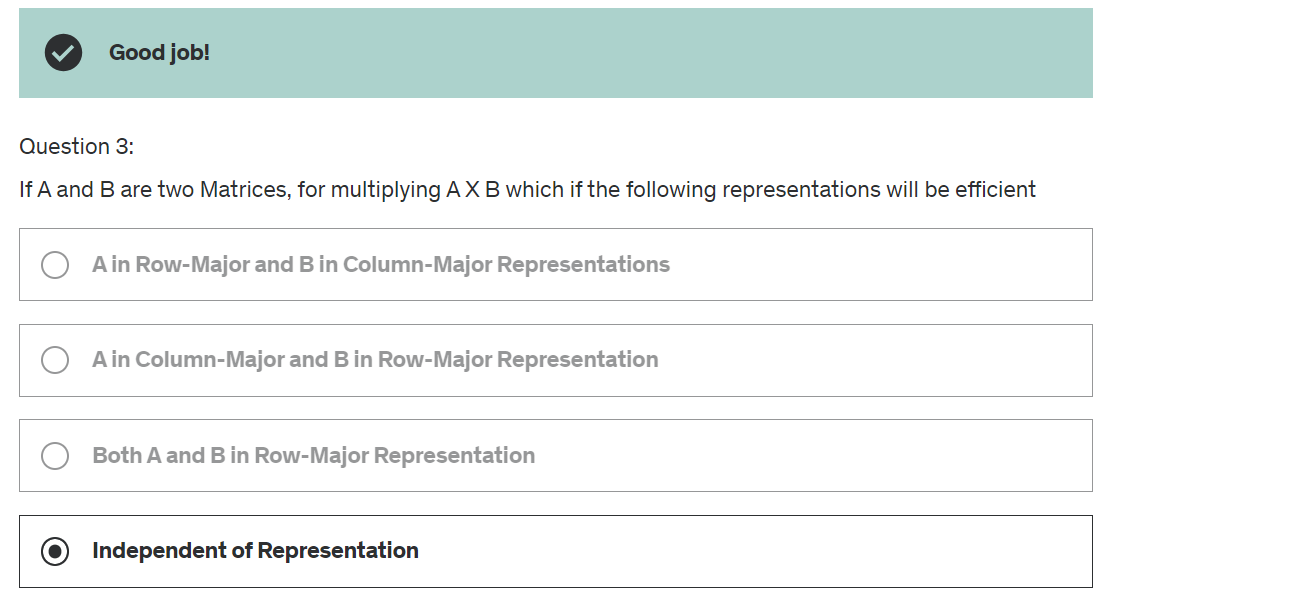 Good job!
Question 3:
If A and B are two Matrices, for multiplying A X B which if the following representations will be efficient
A in Row-Major and B in Column-Major Representations
A in Column-Major and B in Row-Major Representation
Both A and B in Row-Major Representation
Independent of Representation